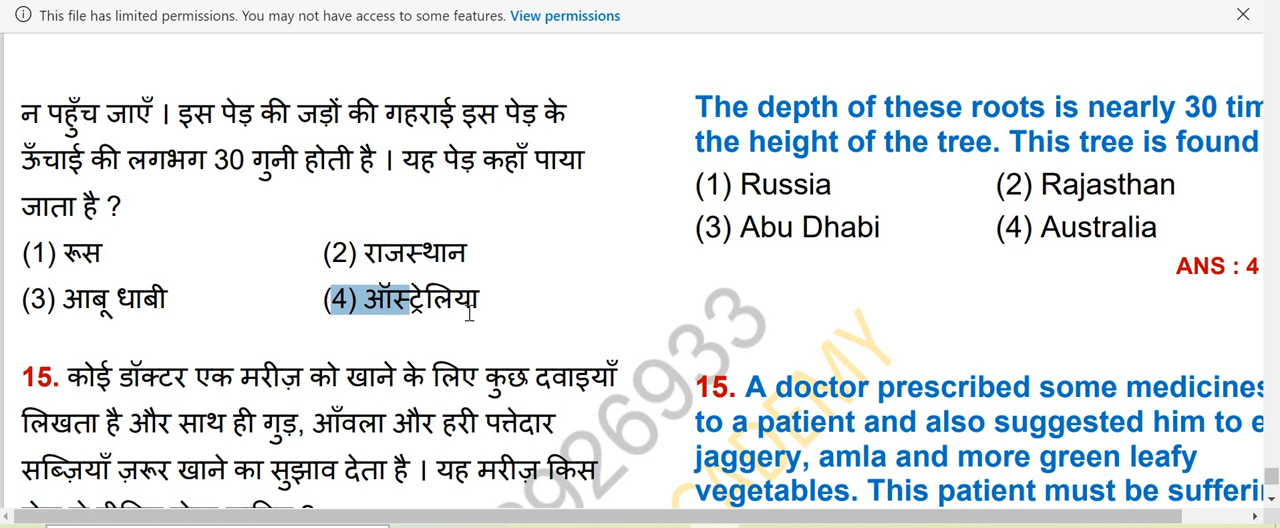 This file has limited permissions. You may not have access to some features. View permissions
न पहुँच जाएँ । इस पेड़ की जड़ों की गहराई इस पेड़ के
ऊँचाई की लगभग 30 गुनी होती है । यह पेड़ कहाँ पाया
जाता है ?
(1) रूस (2) राजस्थान
(3) आबू धाबी (4) ऑस्ट्रेलिया
15. कोई डॉक्टर एक मरीज़ को खाने के लिए कुछ दवाइयाँ
लिखता है और साथ ही गुड़, आँवला और हरी पत्तेदार
सब्ज़ियाँ ज़रूर खाने का सुझाव देता है । यह मरीज़ किस
The depth of these roots is nearly 30 tim
the height of the tree. This tree is found
(1) Russia (2) Rajasthan
(3) Abu Dhabi (4) Australia
ANS : 4
15. A doctor prescribed some medicines
to a patient and also suggested him to e
jaggery, amla and more green leafy
vegetables. This patient must be sufferi
9926933
CADEMY